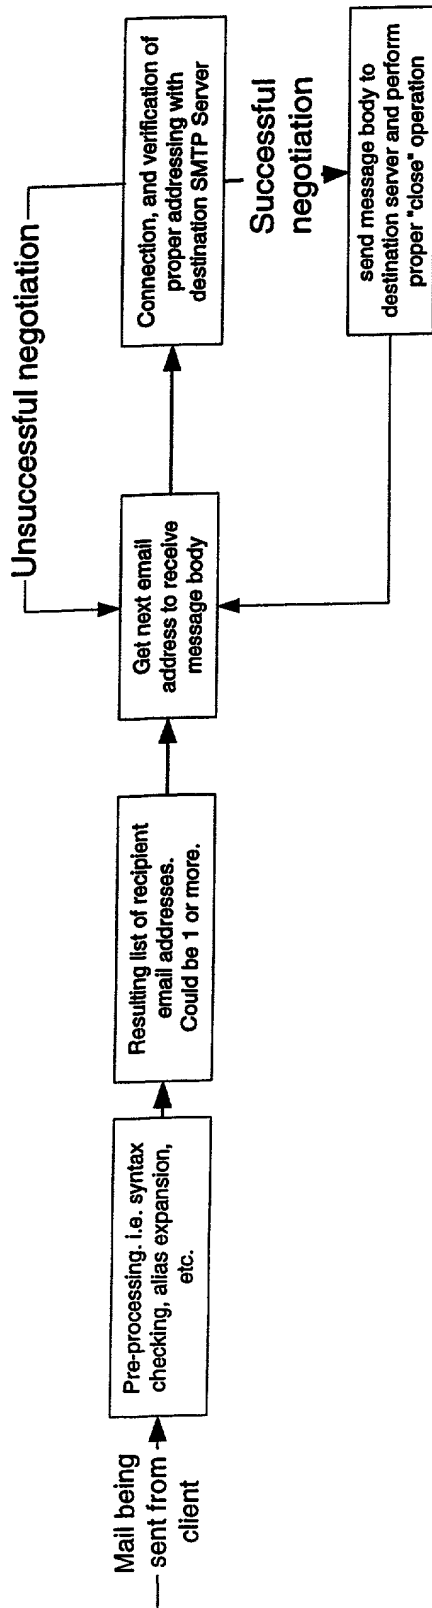 Mail being
sent from
client
Pre-processing. i.e. syntax
checking, alias expansion,
etc.
Resulting list of recipient
email addresses.
Could be 1 or more.
Get next email
address to receive
message body
Unsuccessful negotiation
Connection, and verification of
proper addressing with
destination SMTP Server
Successful
negotiation
send message body to
destination server and perform
proper "close" operation